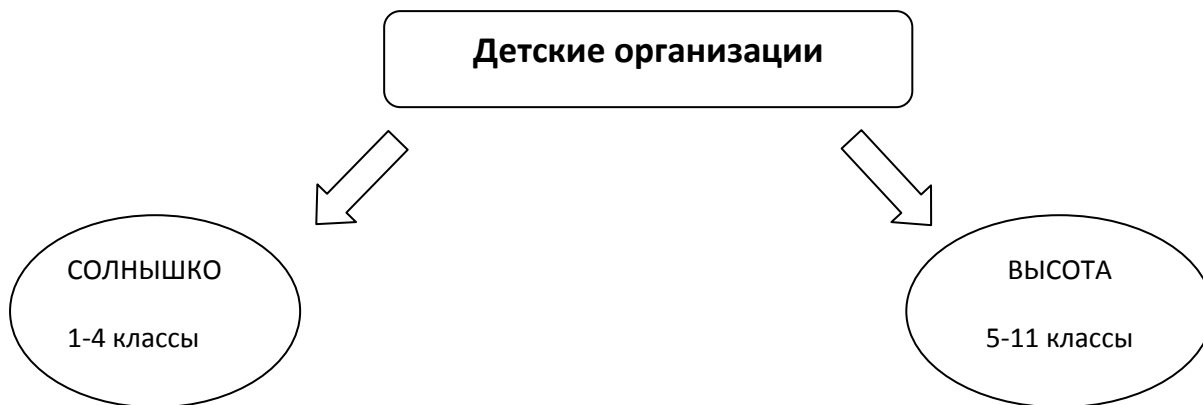 Детские организации
СОЛНЫШКО
1-4 классы
ВЫСОТА
5-11 классы